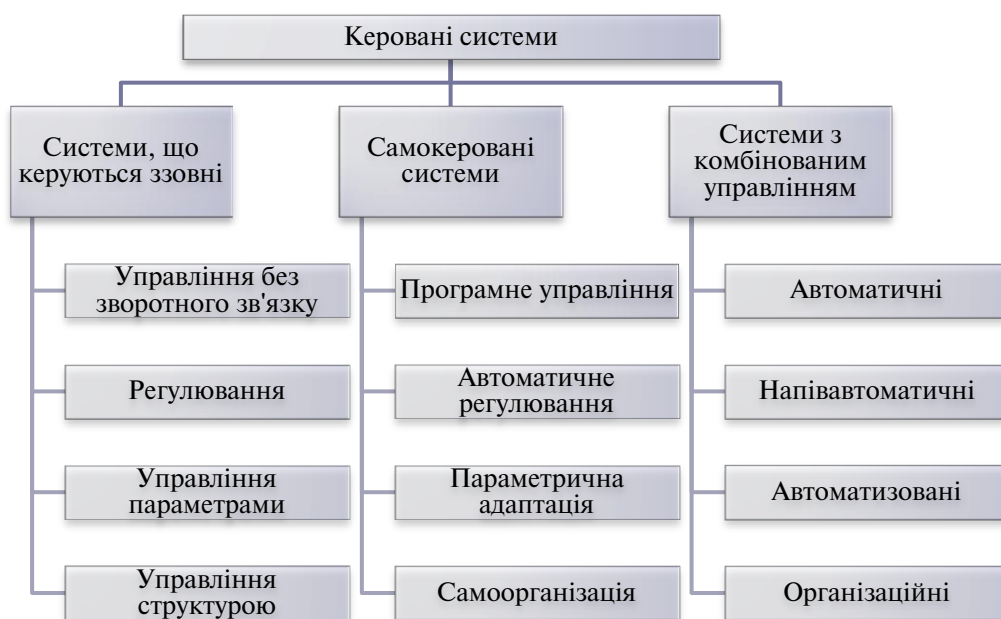 Керовані системи
Системи, що
керуються ззовні
Управління без
зворотного зв'язку
Регулювання
Управління
параметрами
Управління
структурою
Самокеровані
системи
Програмне управління
Автоматичне
регулювання
Параметрична
адаптація
Самоорганізація
Системи з
комбінованим
управлінням
Автоматичні
Напівавтоматичні
Автоматизовані
Організаційні